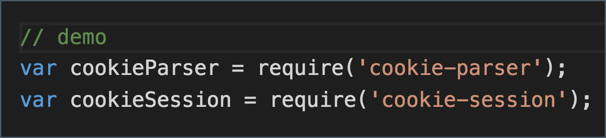 // demo
var cookieParser = require('cookie-parser');
var cookieSession = require('cookie-session');